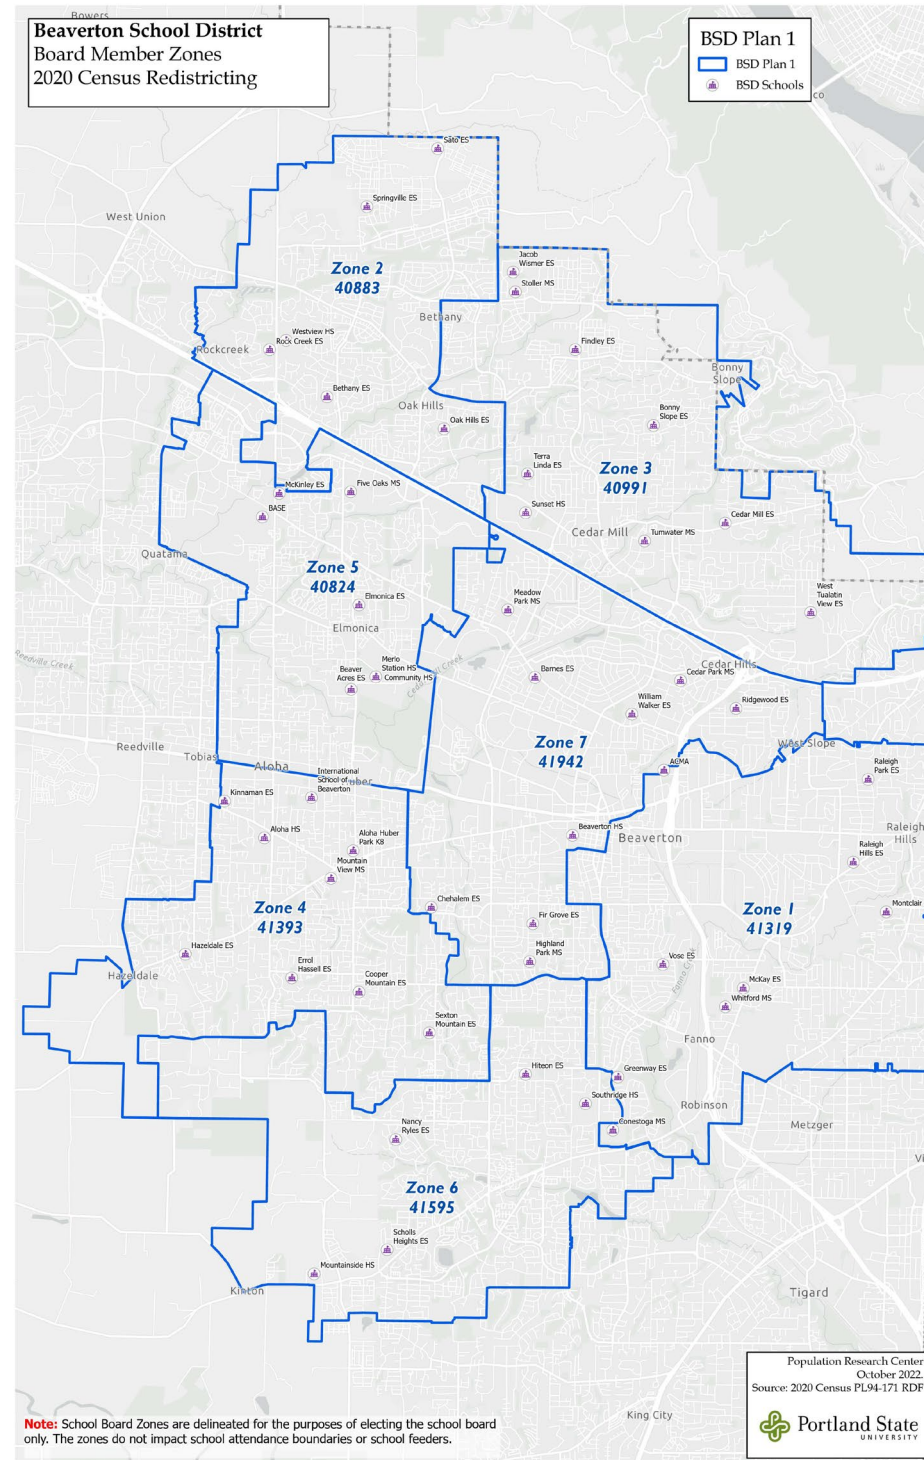 Bowers
Beaverton School District
Board Member Zones
2020 Census Redistricting
BSD Plan 1
BSD Plan 1
BSD Schools
co
Sato ES
Springville ES
West Union
Jacob
Wismer ES
Zone 2
40883
Stoller MS
Bethany
Westview HS
Rock Creek ES
Rockcreek
Findley ES
Bonny
Slope
Bethany ES
Oak Hills
Bonny
Slope ES
Oak Hills ES
Terra
Linda ES
Zone 3
40991
McKinley ES
Five Oaks MS
BASE
Sunset HS
Cedar Mill ES
Cedar Mill
Tumwater MS
Quatama
Zone 5
40824
Elmonica ES
Meadow
Park MS
West
Tualatin
View ES
Elmonica
Reedville Creek
Merlo
Station HS
Community HS
Beaver
Acres ES
Barnes ES
Cedar Hills
Cedar Park MS
William
Walker ES
Ridgewood ES
Reedville
Tobias
Aloha
Zone 7
41942
West Slope
ACMA
Raleigh
Park ES
International
School of
Beaverton
Huber
Kinnaman ES
Aloha HS
Aloha Huber
Park K8
Beaverton HS
Beaverton
Raleigh
Hills
Raleigh
Hills ES
Mountain
View MS
Zone 4
41393
Chehalem ES
Fir Grove ES
Zone 1
41319
Montclair
Hazeldale ES
Highland
Park MS
Hazeldale
Errol
Hassell ES
Cooper
Mountain ES
Vose ES
Fanno Creek
McKay ES
Whitford MS
Sexton
Mountain ES
Fanno
Hiteon ES
Greenway ES
Southridge HS
Robinson
Nancy
Ryles ES
Conestoga MS
Metzger
Vi
Zone 6
41595
Scholls
Heights ES
Mountainside HS
Kinton
Tigard
Population Research Center
October 2022.
Source: 2020 Census PL94-171 RDF
Portland State
UNIVERSITY
King City
Note: School Board Zones are delineated for the purposes of electing the school board
only. The zones do not impact school attendance boundaries or school feeders.